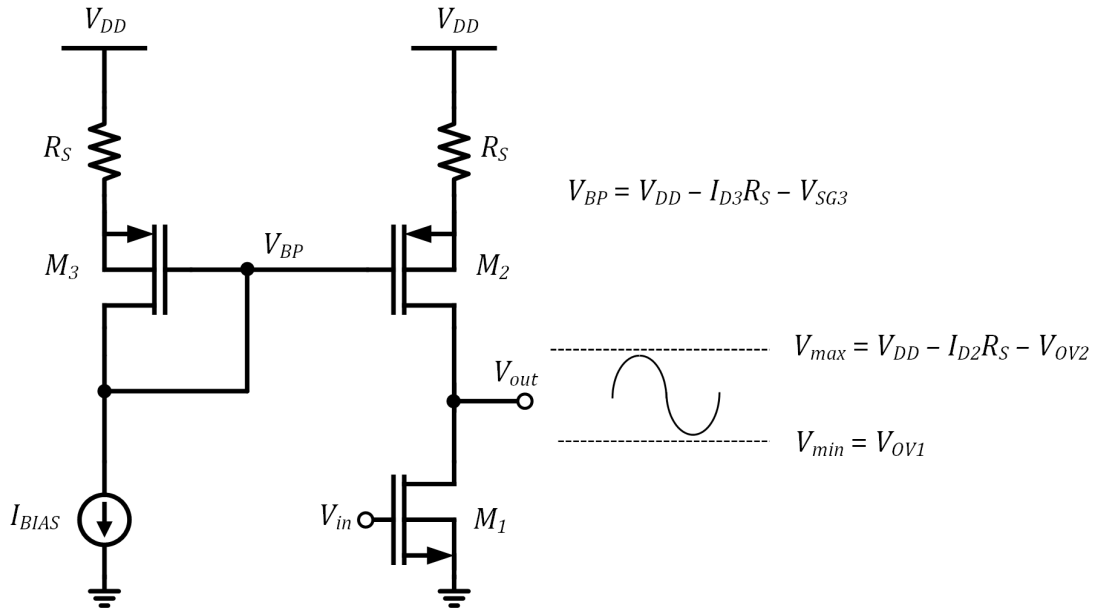 V_DD
V_DD
R_S
R_S
V_BP = V_DD – I_D3R_S – V_SG3
V_BP
M_3
M_2
V_max = V_DD – I_D2R_S – V_OV2
V_out
V_min = V_OV1
I_BIAS
V_in
M_1